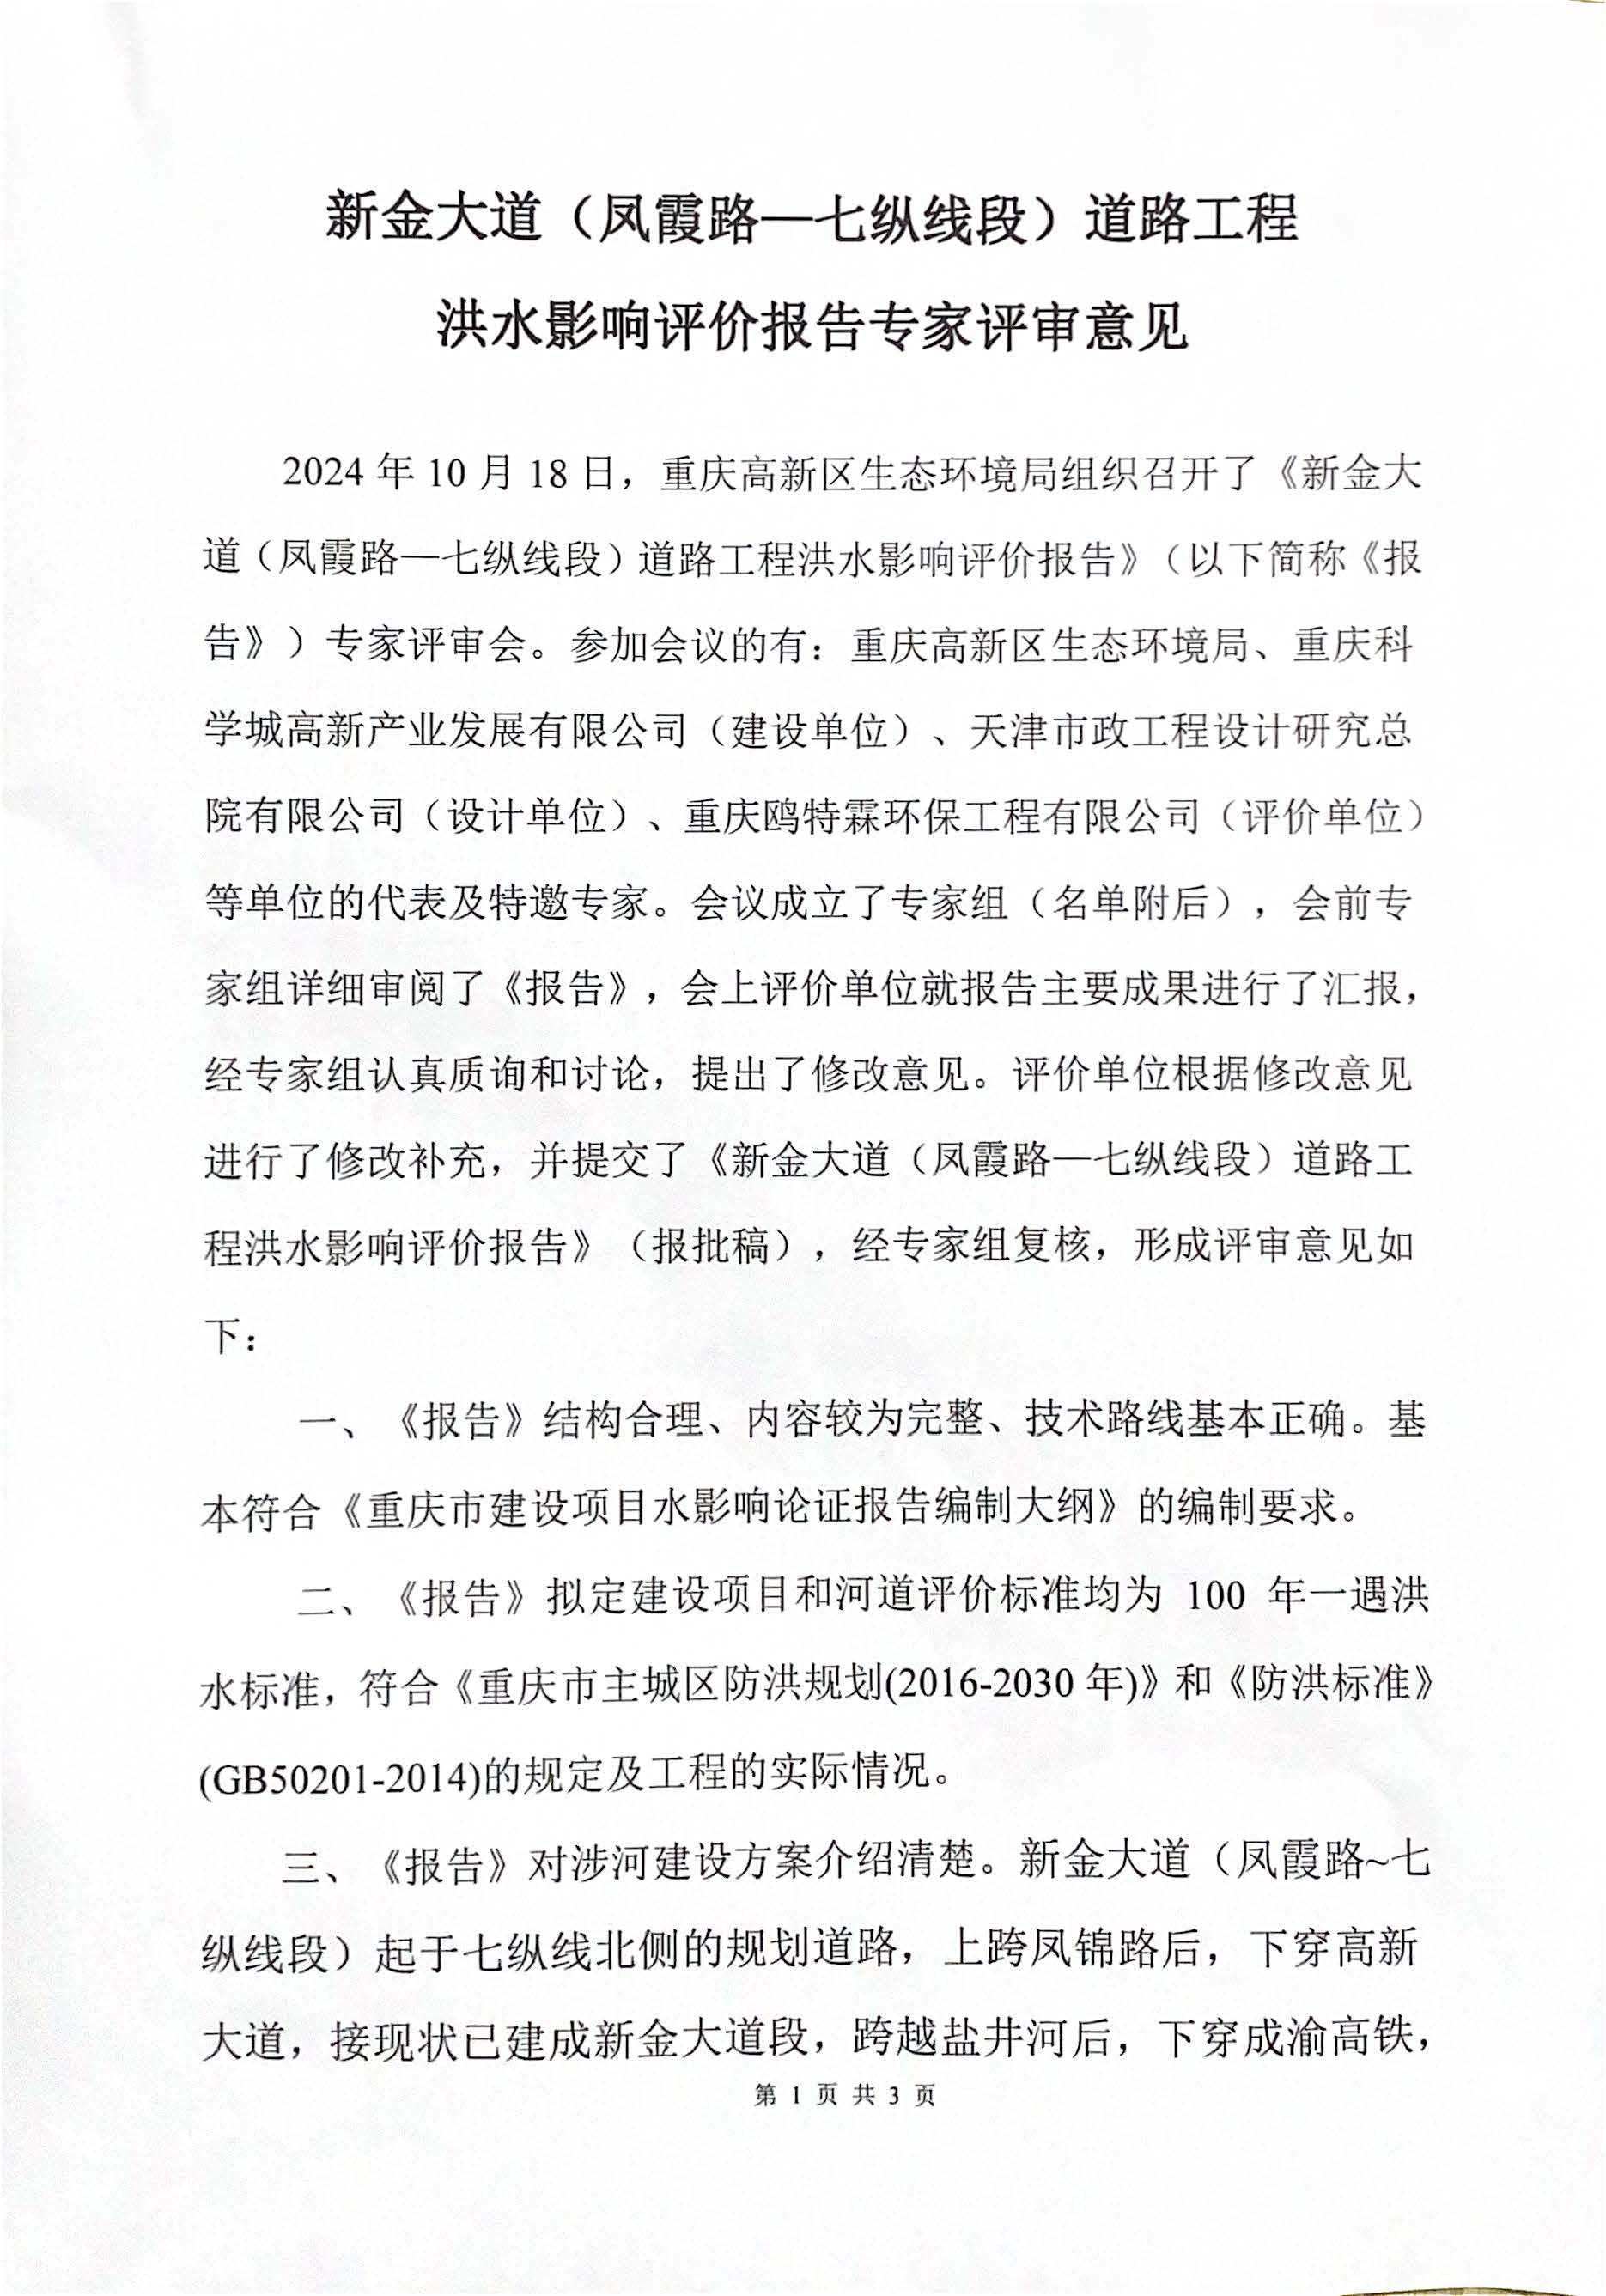 新金大道（凤霞路—七纵线段）道路工程
洪水影响评价报告专家评审意见
2024 年 10 月 18 日，重庆高新区生态环境局组织召开了《新金大
道（凤霞路—七纵线段）道路工程洪水影响评价报告》（以下简称《报
告》）专家评审会。参加会议的有：重庆高新区生态环境局、重庆科
学城高新产业发展有限公司（建设单位）、天津市政工程设计研究总
院有限公司（设计单位）、重庆鸥特霖环保工程有限公司（评价单位）
等单位的代表及特邀专家。会议成立了专家组（名单附后），会前专
家组详细审阅了《报告》，会上评价单位就报告主要成果进行了汇报，
经专家组认真质询和讨论，提出了修改意见。评价单位根据修改意见
进行了修改补充，并提交了《新金大道（凤霞路—七纵线段）道路工
程洪水影响评价报告》（报批稿），经专家组复核，形成评审意见如
下：
一、《报告》结构合理、内容较为完整、技术路线基本正确。基
本符合《重庆市建设项目水影响论证报告编制大纲》的编制要求。
二、《报告》拟定建设项目和河道评价标准均为 100 年一遇洪
水标准，符合《重庆市主城区防洪规划(2016-2030 年)》和《防洪标准》
(GB50201-2014)的规定及工程的实际情况。
三、《报告》对涉河建设方案介绍清楚。新金大道（凤霞路~七
纵线段）起于七纵线北侧的规划道路，上跨凤锦路后，下穿高新
大道，接现状已建成新金大道段，跨越盐井河后，下穿成渝高铁，
第 1 页 共 3 页